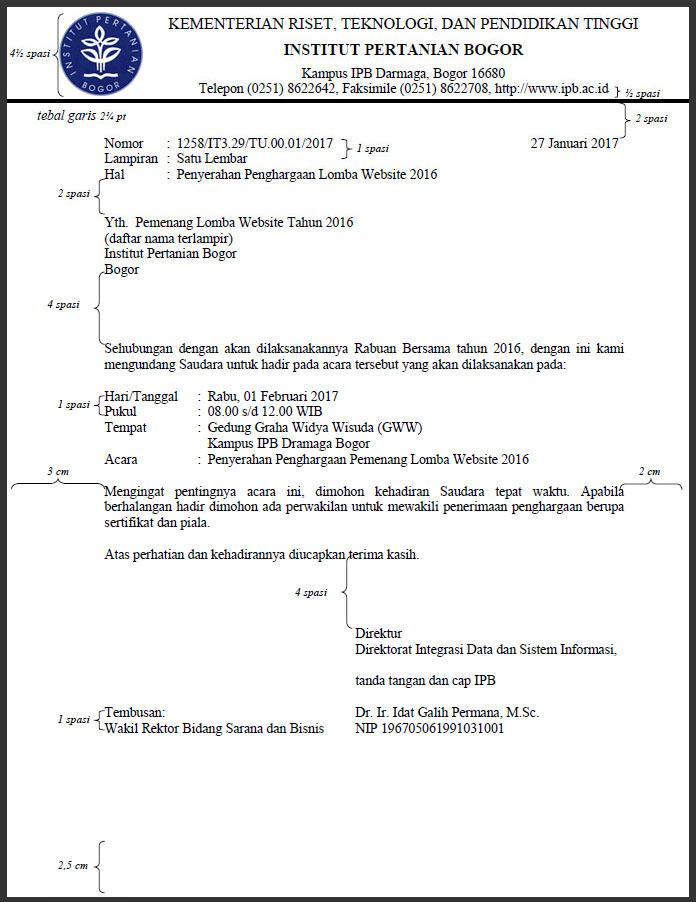 KEMENTERIAN RISET, TEKNOLOGI, DAN PENDIDIKAN TINGGI
INSTITUT PERTANIAN BOGOR
INSTITUT PERTANIAN BOGOR
4½ spasi
Kampus IPB Darmaga, Bogor 16680
Telepon (0251) 8622642, Faksimile (0251) 8622708, http://www.ipb.ac.id
½ spasi
tebal garis 2¼ pt
2 spasi
Nomor : 1258/IT3.29/TU.00.01/2017
1 spasi
27 Januari 2017
Lampiran : Satu Lembar
Hal : Penyerahan Penghargaan Lomba Website 2016
2 spasi
Yth. Pemenang Lomba Website Tahun 2016
(daftar nama terlampir)
Institut Pertanian Bogor
Bogor
4 spasi
Sehubungan dengan akan dilaksanakannya Rabuan Bersama tahun 2016, dengan ini kami
mengundang Saudara untuk hadir pada acara tersebut yang akan dilaksanakan pada:
1 spasi
Hari/Tanggal : Rabu, 01 Februari 2017
Pukul : 08.00 s/d 12.00 WIB
Tempat : Gedung Graha Widya Wisuda (GWW)
Kampus IPB Dramaga Bogor
Acara : Penyerahan Penghargaan Pemenang Lomba Website 2016
3 cm
2 cm
Mengingat pentingnya acara ini, dimohon kehadiran Saudara tepat waktu. Apabila
berhalangan hadir dimohon ada perwakilan untuk mewakili penerimaan penghargaan berupa
sertifikat dan piala.
Atas perhatian dan kehadirannya diucapkan terima kasih.
4 spasi
Direktur
Direktorat Integrasi Data dan Sistem Informasi,
tanda tangan dan cap IPB
1 spasi
Tembusan:
Dr. Ir. Idat Galih Permana, M.Sc.
Wakil Rektor Bidang Sarana dan Bisnis
NIP 196705061991031001
2,5 cm